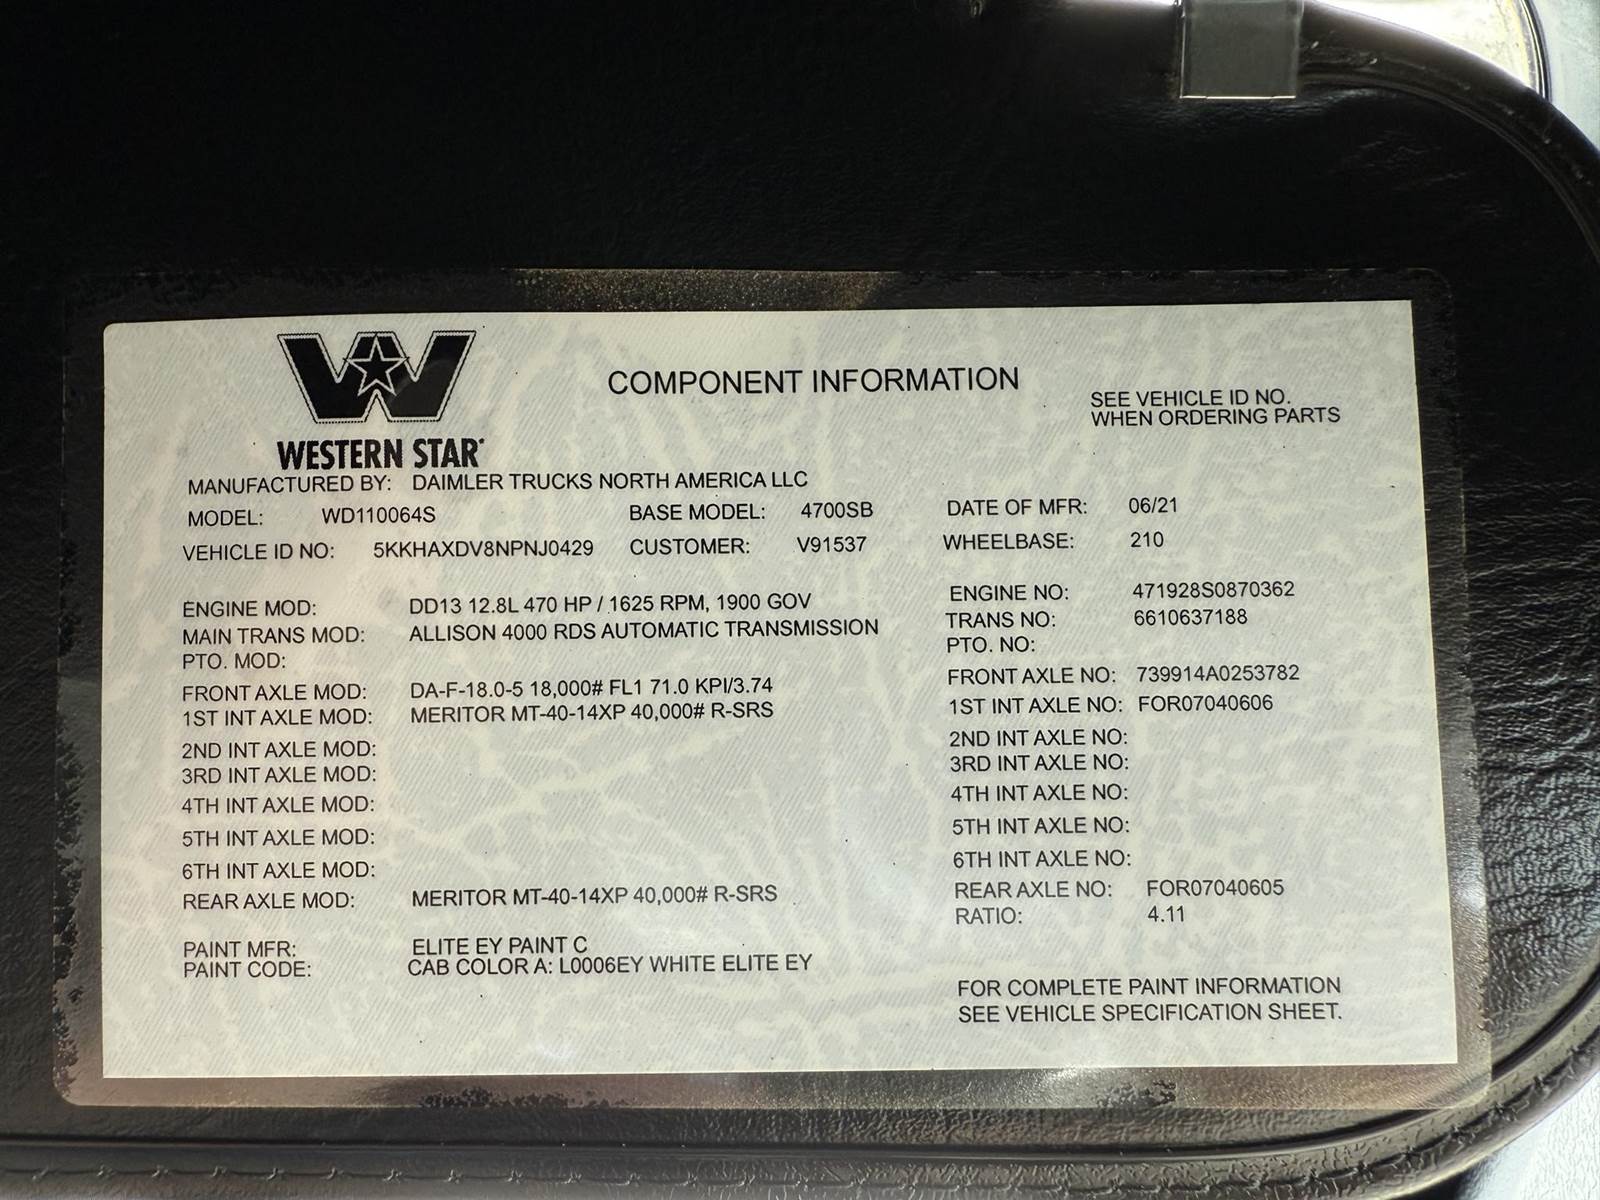 COMPONENT INFORMATION
SEE VEHICLE ID NO.
WHEN ORDERING PARTS
WESTERN STAR
MANUFACTURED BY: DAIMLER TRUCKS NORTH AMERICA LLC
MODEL: WD110064S BASE MODEL: 4700SB DATE OF MFR: 06/21
VEHICLE ID NO: 5KKHAXDV8NPNJ0429 CUSTOMER: V91537 WHEELBASE: 210
ENGINE MOD: DD13 12.8L 470 HP / 1625 RPM, 1900 GOV ENGINE NO: 471928S0870362
MAIN TRANS MOD: ALLISON 4000 RDS AUTOMATIC TRANSMISSION TRANS NO: 6610637188
PTO. MOD: PTO. NO:
FRONT AXLE MOD: DA-F-18.0-5 18,000# FL1 71.0 KPI/3.74 FRONT AXLE NO: 739914A0253782
1ST INT AXLE MOD: MERITOR MT-40-14XP 40,000# R-SRS 1ST INT AXLE NO: FOR07040606
2ND INT AXLE MOD: 2ND INT AXLE NO:
3RD INT AXLE MOD: 3RD INT AXLE NO:
4TH INT AXLE MOD: 4TH INT AXLE NO:
5TH INT AXLE MOD: 5TH INT AXLE NO:
6TH INT AXLE MOD: 6TH INT AXLE NO:
REAR AXLE MOD: MERITOR MT-40-14XP 40,000# R-SRS REAR AXLE NO: FOR07040605
RATIO: 4.11
PAINT MFR: ELITE EY PAINT C
PAINT CODE: CAB COLOR A: L0006EY WHITE ELITE EY
FOR COMPLETE PAINT INFORMATION
SEE VEHICLE SPECIFICATION SHEET.